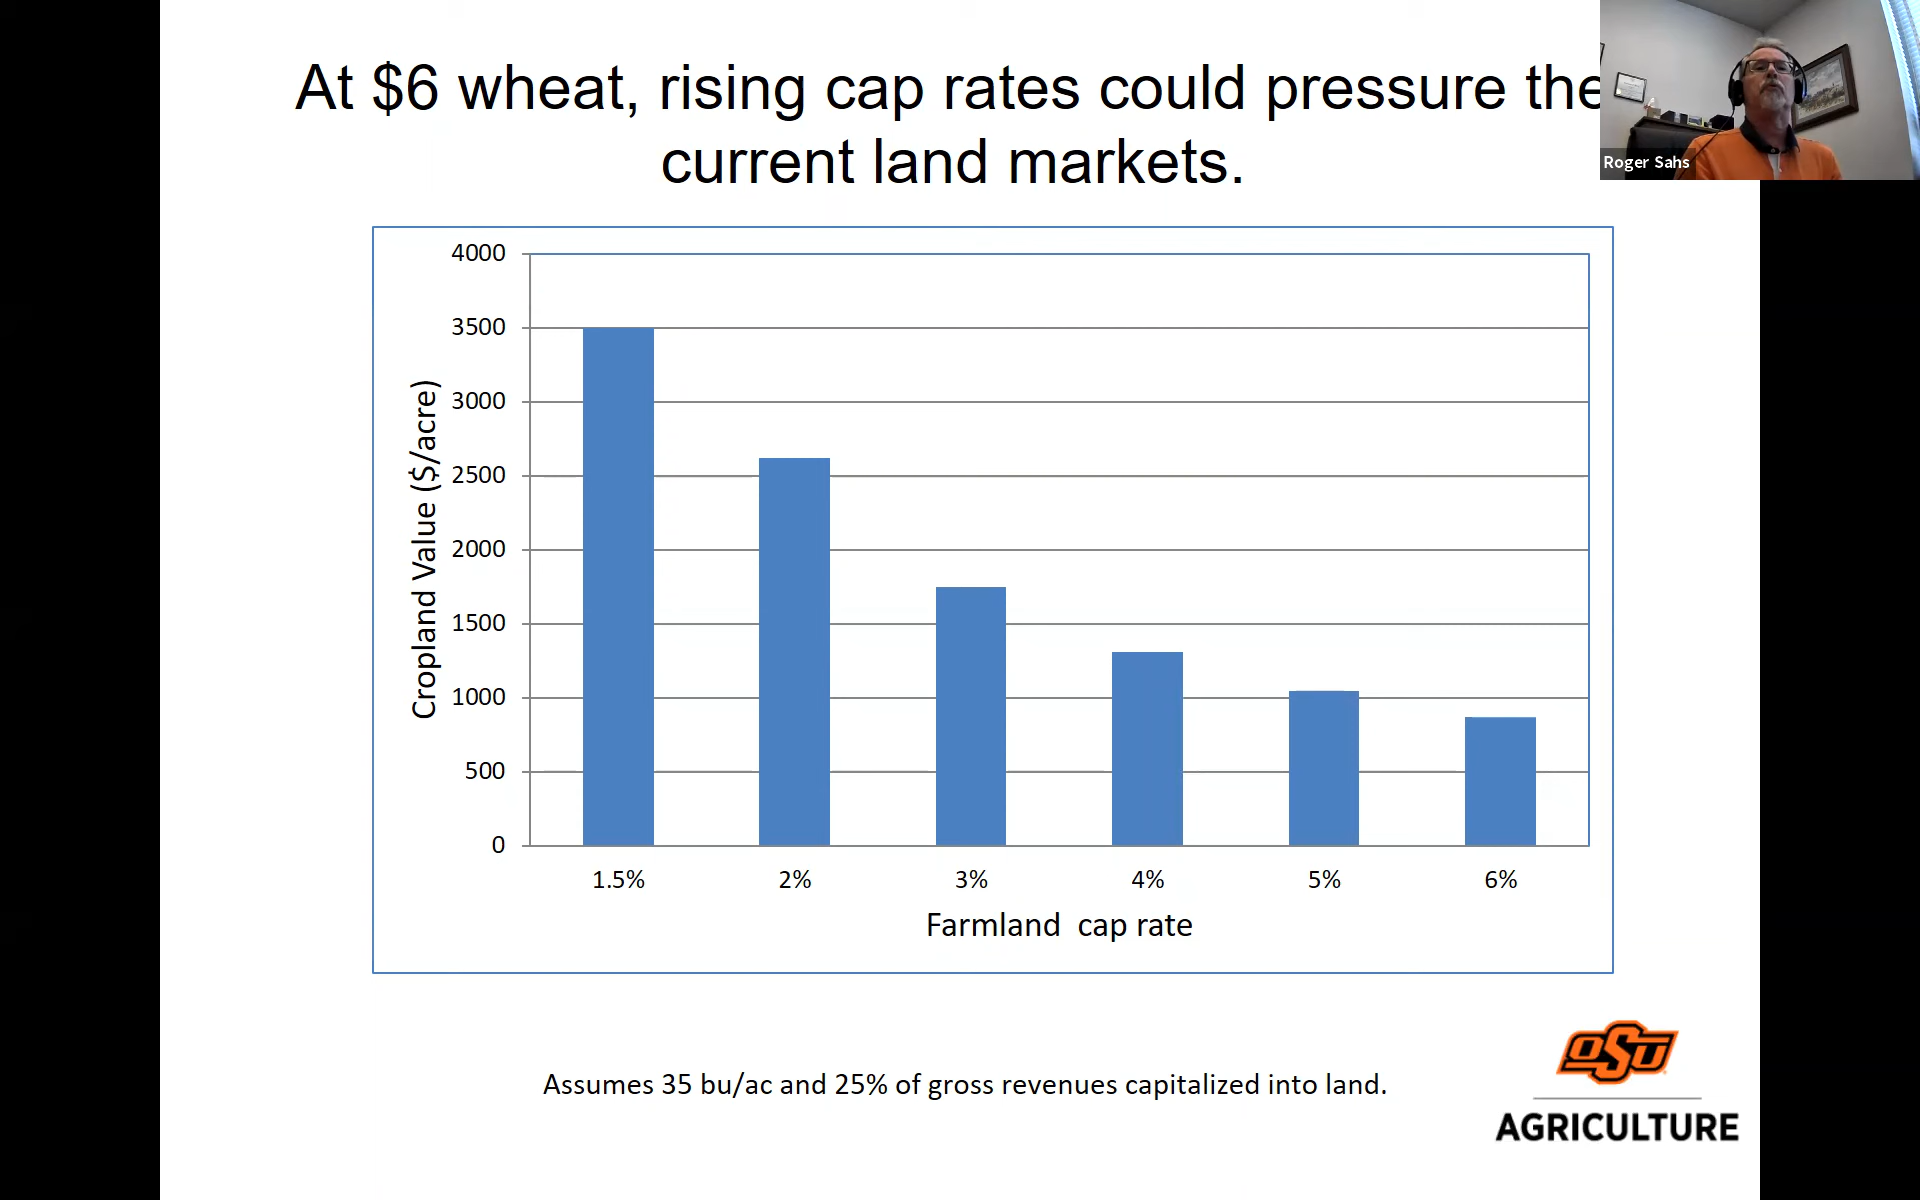 At $6 wheat, rising cap rates could pressure the
current land markets.
Roger Sahs
4000
3500
3000
2500
2000
1500
1000
500
0
Cropland Value ($/acre)
1.5%
2%
3%
4%
5%
6%
Farmland cap rate
Assumes 35 bu/ac and 25% of gross revenues capitalized into land.
OSU
AGRICULTURE